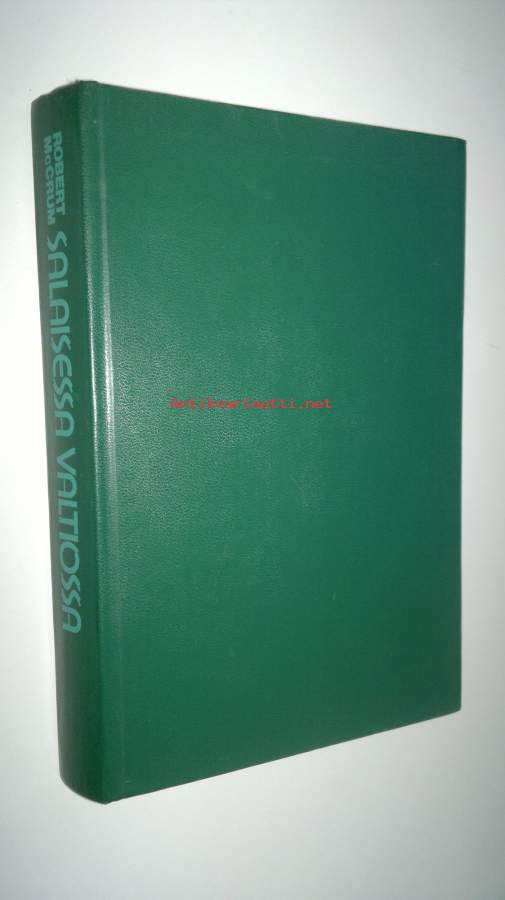 ROBERT
McCRUM
SALAISESSA VALTIOSSA
Antikvariaatti.net